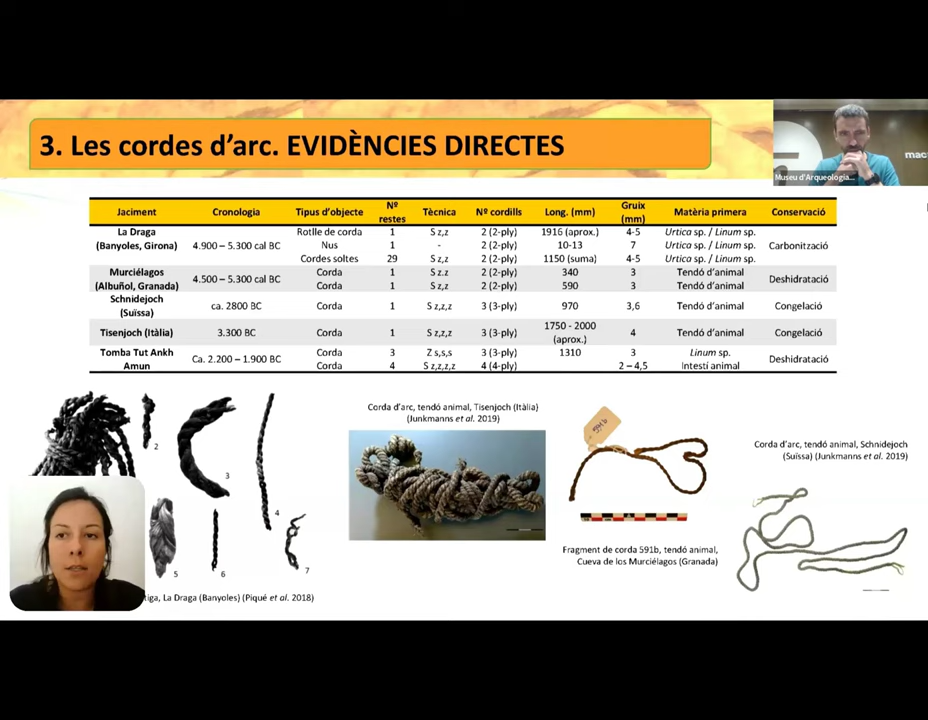 3. Les cordes d'arc. EVIDÈNCIES DIRECTES
Museu d'Arqueologia...
mac
Jaciment Cronologia Tipus d'objecte Nº restes Tècnica Nº cordills Long. (mm) Gruix (mm) Matèria primera Conservació
La Draga (Banyoles, Girona) 4.900 – 5.300 cal BC Rotlle de corda 1 S z,z 2 (2-ply) 1916 (aprox.) 4-5 Urtica sp. / Linum sp. Carbonització
Nus 1 - 2 (2-ply) 10-13 7 Urtica sp. / Linum sp.
Cordes soltes 29 S z,z 2 (2-ply) 1150 (suma) 4-5 Urtica sp. / Linum sp.
Murciélagos (Albuñol, Granada) 4.500 – 5.300 cal BC Corda 1 S z.z 2 (2-ply) 340 3 Tendó d'animal Deshidratació
Corda 1 S z,z 2 (2-ply) 590 3 Tendó d'animal
Schnidejoch (Suïssa) ca. 2800 BC Corda 1 S z,z,z 3 (3-ply) 970 3,6 Tendó d'animal Congelació
Tisenjoch (Itàlia) 3.300 BC Corda 1 S z,z,z 3 (3-ply) 1750 - 2000 (aprox.) 4 Tendó d'animal Congelació
Tomba Tut Ankh Amun Ca. 2.200 – 1.900 BC Corda 3 Z s,s,s 3 (3-ply) 1310 3 Linum sp. Deshidratació
Corda 4 S z,z,z,z 4 (4-ply) 2 – 4,5 Intestí animal
2
3
4
5
6
7
tiga, La Draga (Banyoles) (Piqué et al. 2018)
Corda d'arc, tendó animal, Tisenjoch (Itàlia)
(Junkmanns et al. 2019)
591b
Fragment de corda 591b, tendó animal,
Cueva de los Murciélagos (Granada)
Corda d'arc, tendó animal, Schnidejoch
(Suïssa) (Junkmanns et al. 2019)